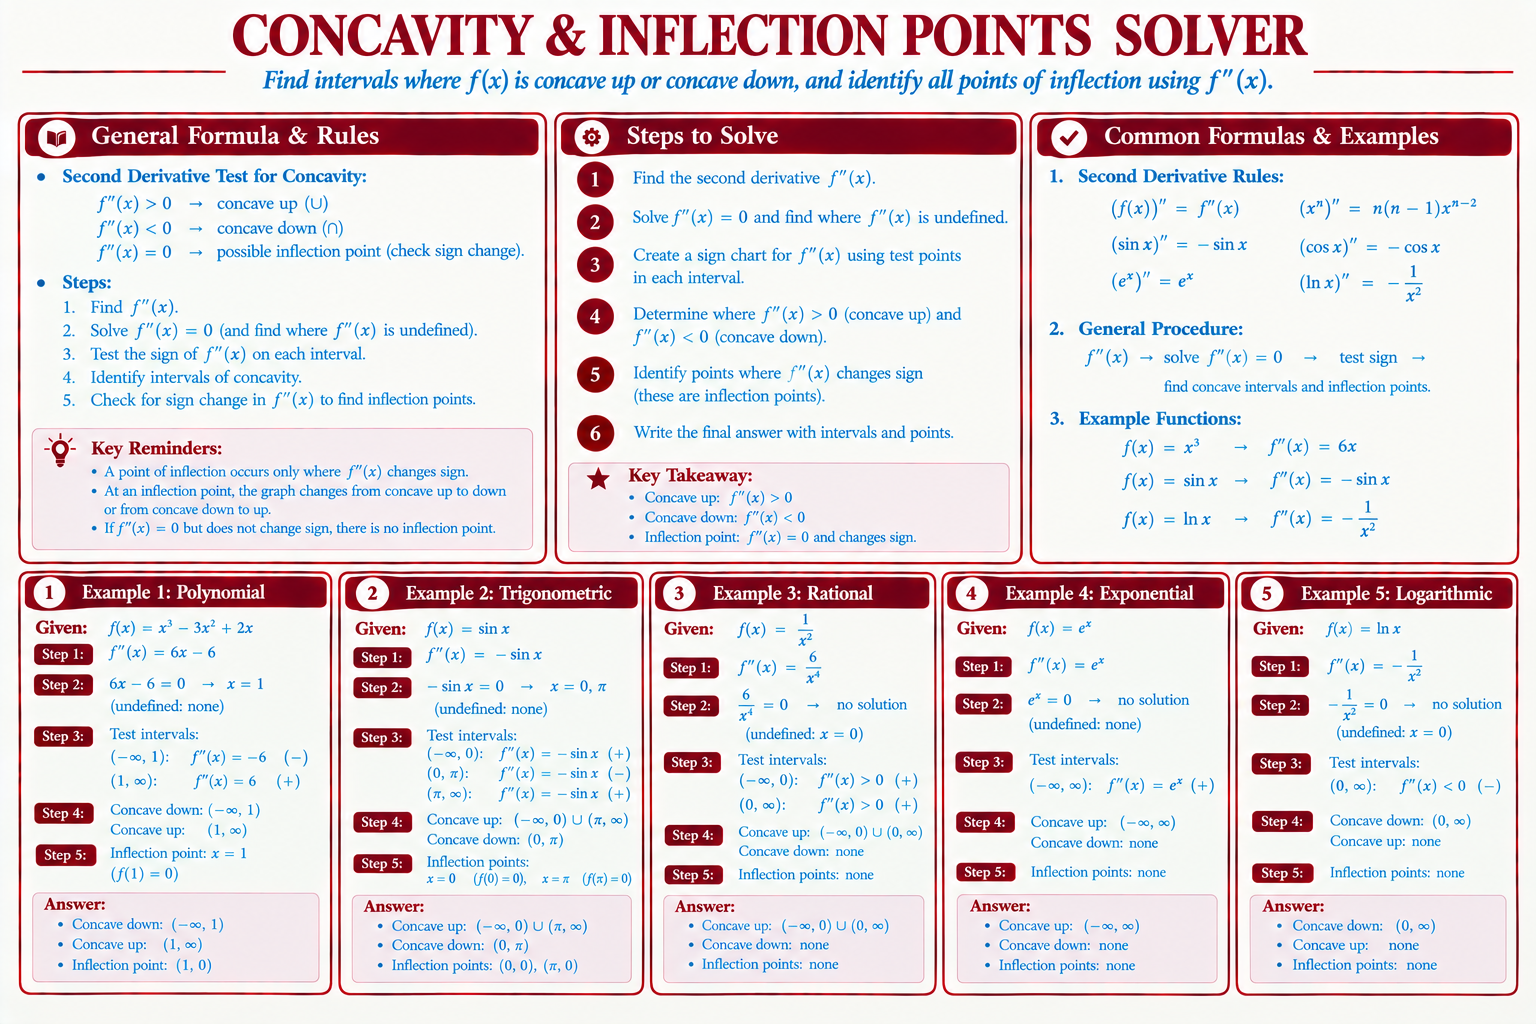 CONCAVITY & INFLECTION POINTS SOLVER
Find intervals where f(x) is concave up or concave down, and identify all points of inflection using f″(x).
General Formula & Rules
• Second Derivative Test for Concavity:
f″(x) > 0 → concave up (∪)
f″(x) < 0 → concave down (∩)
f″(x) = 0 → possible inflection point (check sign change).
• Steps:
1. Find f″(x).
2. Solve f″(x) = 0 (and find where f″(x) is undefined).
3. Test the sign of f″(x) on each interval.
4. Identify intervals of concavity.
5. Check for sign change in f″(x) to find inflection points.
Key Reminders:
• A point of inflection occurs only where f″(x) changes sign.
• At an inflection point, the graph changes from concave up to down
or from concave down to up.
• If f″(x) = 0 but does not change sign, there is no inflection point.
Steps to Solve
1 Find the second derivative f″(x).
2 Solve f″(x) = 0 and find where f″(x) is undefined.
3 Create a sign chart for f″(x) using test points
in each interval.
4 Determine where f″(x) > 0 (concave up) and
f″(x) < 0 (concave down).
5 Identify points where f″(x) changes sign
(these are inflection points).
6 Write the final answer with intervals and points.
Key Takeaway:
• Concave up: f″(x) > 0
• Concave down: f″(x) < 0
• Inflection point: f″(x) = 0 and changes sign.
Common Formulas & Examples
1. Second Derivative Rules:
(f(x))″ = f″(x) (xⁿ)″ = n(n − 1)xⁿ⁻²
(sin x)″ = − sin x (cos x)″ = − cos x
(eˣ)″ = eˣ (ln x)″ = − 1/x²
2. General Procedure:
f″(x) → solve f″(x) = 0 → test sign →
find concave intervals and inflection points.
3. Example Functions:
f(x) = x³ → f″(x) = 6x
f(x) = sin x → f″(x) = − sin x
f(x) = ln x → f″(x) = − 1/x²
1 Example 1: Polynomial
Given: f(x) = x³ − 3x² + 2x
Step 1: f″(x) = 6x − 6
Step 2: 6x − 6 = 0 → x = 1
(undefined: none)
Step 3: Test intervals:
(−∞, 1): f″(x) = −6 (−)
(1, ∞): f″(x) = 6 (+)
Step 4: Concave down: (−∞, 1)
Concave up: (1, ∞)
Step 5: Inflection point: x = 1
(f(1) = 0)
Answer:
• Concave down: (−∞, 1)
• Concave up: (1, ∞)
• Inflection point: (1, 0)
2 Example 2: Trigonometric
Given: f(x) = sin x
Step 1: f″(x) = − sin x
Step 2: − sin x = 0 → x = 0, π
(undefined: none)
Step 3: Test intervals:
(−∞, 0): f″(x) = − sin x (+)
(0, π): f″(x) = − sin x (−)
(π, ∞): f″(x) = − sin x (+)
Step 4: Concave up: (−∞, 0) ∪ (π, ∞)
Concave down: (0, π)
Step 5: Inflection points:
x = 0 (f(0) = 0), x = π (f(π) = 0)
Answer:
• Concave up: (−∞, 0) ∪ (π, ∞)
• Concave down: (0, π)
• Inflection points: (0, 0), (π, 0)
3 Example 3: Rational
Given: f(x) = 1/x²
Step 1: f″(x) = 6/x⁴
Step 2: 6/x⁴ = 0 → no solution
(undefined: x = 0)
Step 3: Test intervals:
(−∞, 0): f″(x) > 0 (+)
(0, ∞): f″(x) > 0 (+)
Step 4: Concave up: (−∞, 0) ∪ (0, ∞)
Concave down: none
Step 5: Inflection points: none
Answer:
• Concave up: (−∞, 0) ∪ (0, ∞)
• Concave down: none
• Inflection points: none
4 Example 4: Exponential
Given: f(x) = eˣ
Step 1: f″(x) = eˣ
Step 2: eˣ = 0 → no solution
(undefined: none)
Step 3: Test intervals:
(−∞, ∞): f″(x) = eˣ (+)
Step 4: Concave up: (−∞, ∞)
Concave down: none
Step 5: Inflection points: none
Answer:
• Concave up: (−∞, ∞)
• Concave down: none
• Inflection points: none
5 Example 5: Logarithmic
Given: f(x) = ln x
Step 1: f″(x) = − 1/x²
Step 2: − 1/x² = 0 → no solution
(undefined: x = 0)
Step 3: Test intervals:
(0, ∞): f″(x) < 0 (−)
Step 4: Concave down: (0, ∞)
Concave up: none
Step 5: Inflection points: none
Answer:
• Concave down: (0, ∞)
• Concave up: none
• Inflection points: none